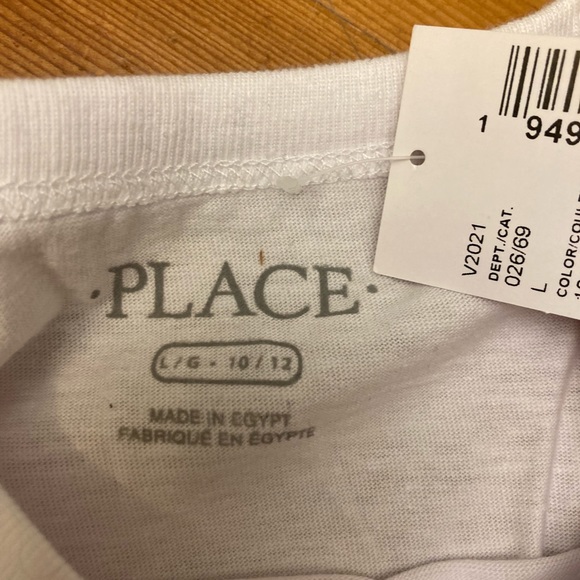 ·PLACE·
L/G - 10/12
MADE IN EGYPT
FABRIQUÉ EN ÉGYPTE
1 949
V2021
DEPT./CAT.
026/69
L